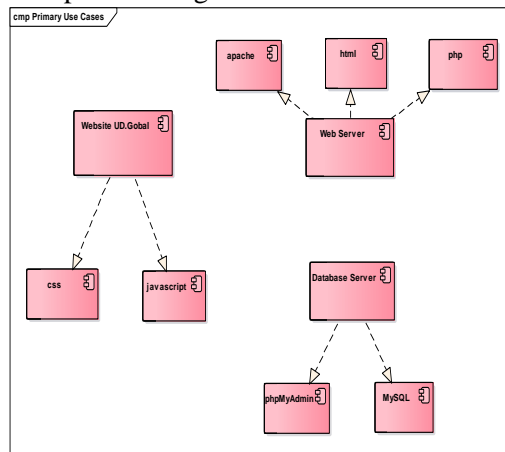 cmp Primary Use Cases
apache
html
php
Website UD.Gobal
Web Server
css
javascript
Database Server
phpMyAdmin
MySQL